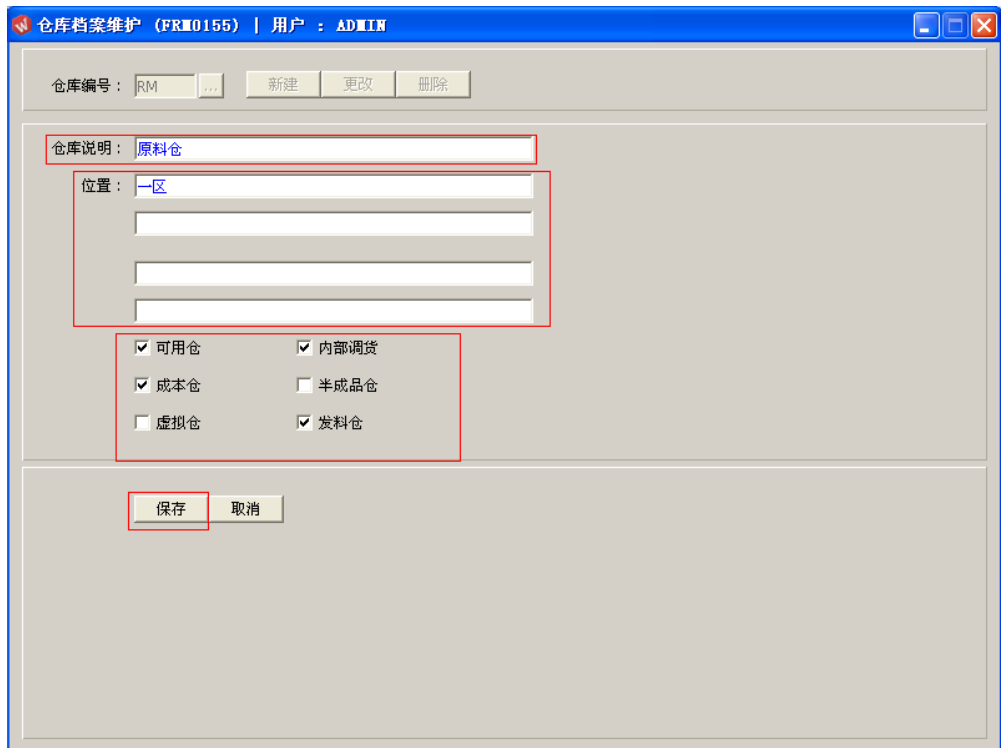 仓库档案维护 (FRM0155) | 用户 : ADMIN
仓库编号： RM ... 新建 更改 删除
仓库说明： 原料仓
位置： 一区
可用仓 内部调货
成本仓 半成品仓
虚拟仓 发料仓
保存 取消